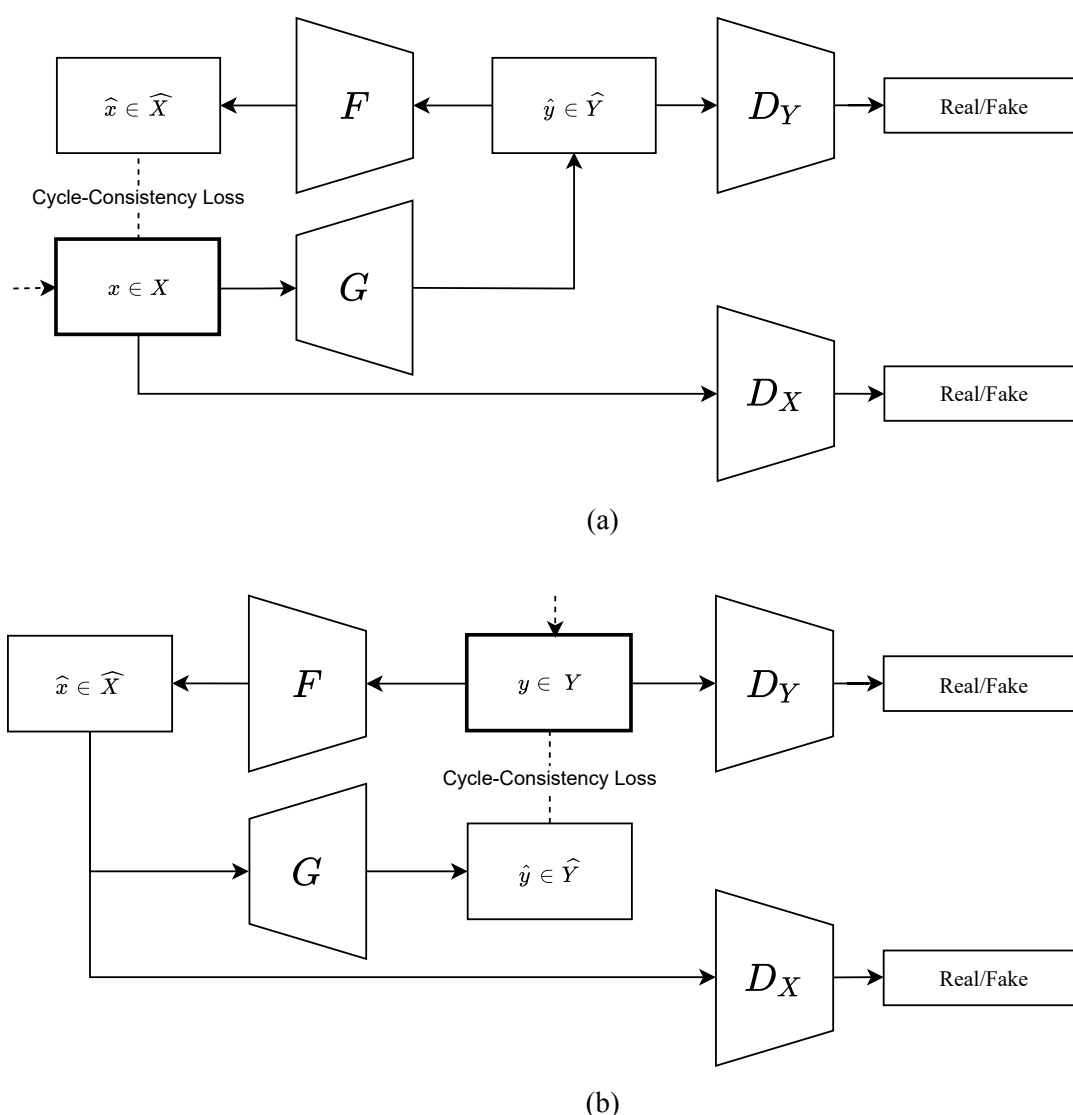 x̂ ∈ X̂
F
ŷ ∈ Ŷ
D_Y
Real/Fake
Cycle-Consistency Loss
x ∈ X
G
D_X
Real/Fake
(a)
x̂ ∈ X̂
F
y ∈ Y
D_Y
Real/Fake
Cycle-Consistency Loss
G
ŷ ∈ Ŷ
D_X
Real/Fake
(b)